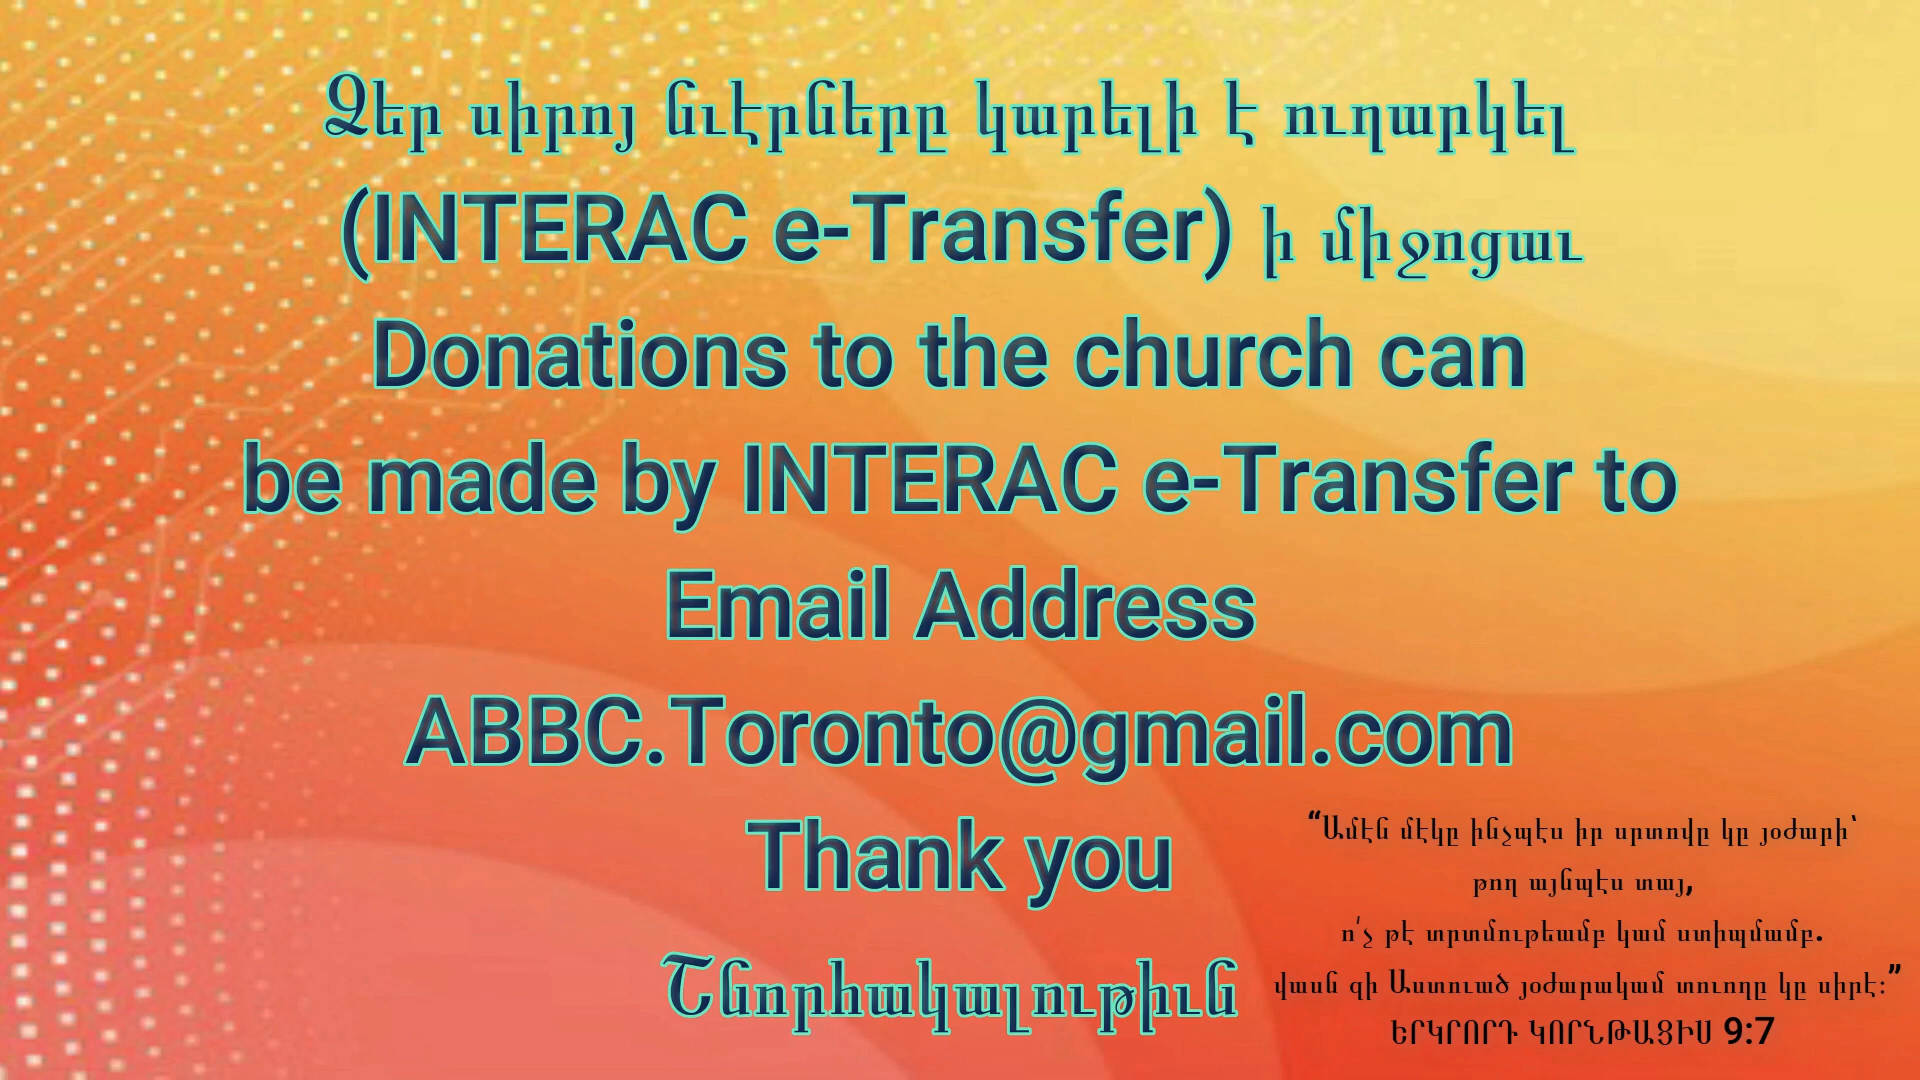 Ձեր սիրոյ նւէրները կարելի է ուղարկել
(INTERAC e-Transfer) ի միջոցաւ
Donations to the church can
be made by INTERAC e-Transfer to
Email Address
ABBC.Toronto@gmail.com
Thank you
Շնորհակալութիւն
“Ամէն մէկը ինչպէս իր սրտովը կը յօժարի՝
թող այնպէս տայ,
ո՛չ թէ տրտմութեամբ կամ ստիպմամբ.
վասն զի Աստուած յօժարակամ տուողը կը սիրէ։”
ԵՐԿՐՈՐԴ ԿՈՐՆԹԱՑԻՍ 9:7